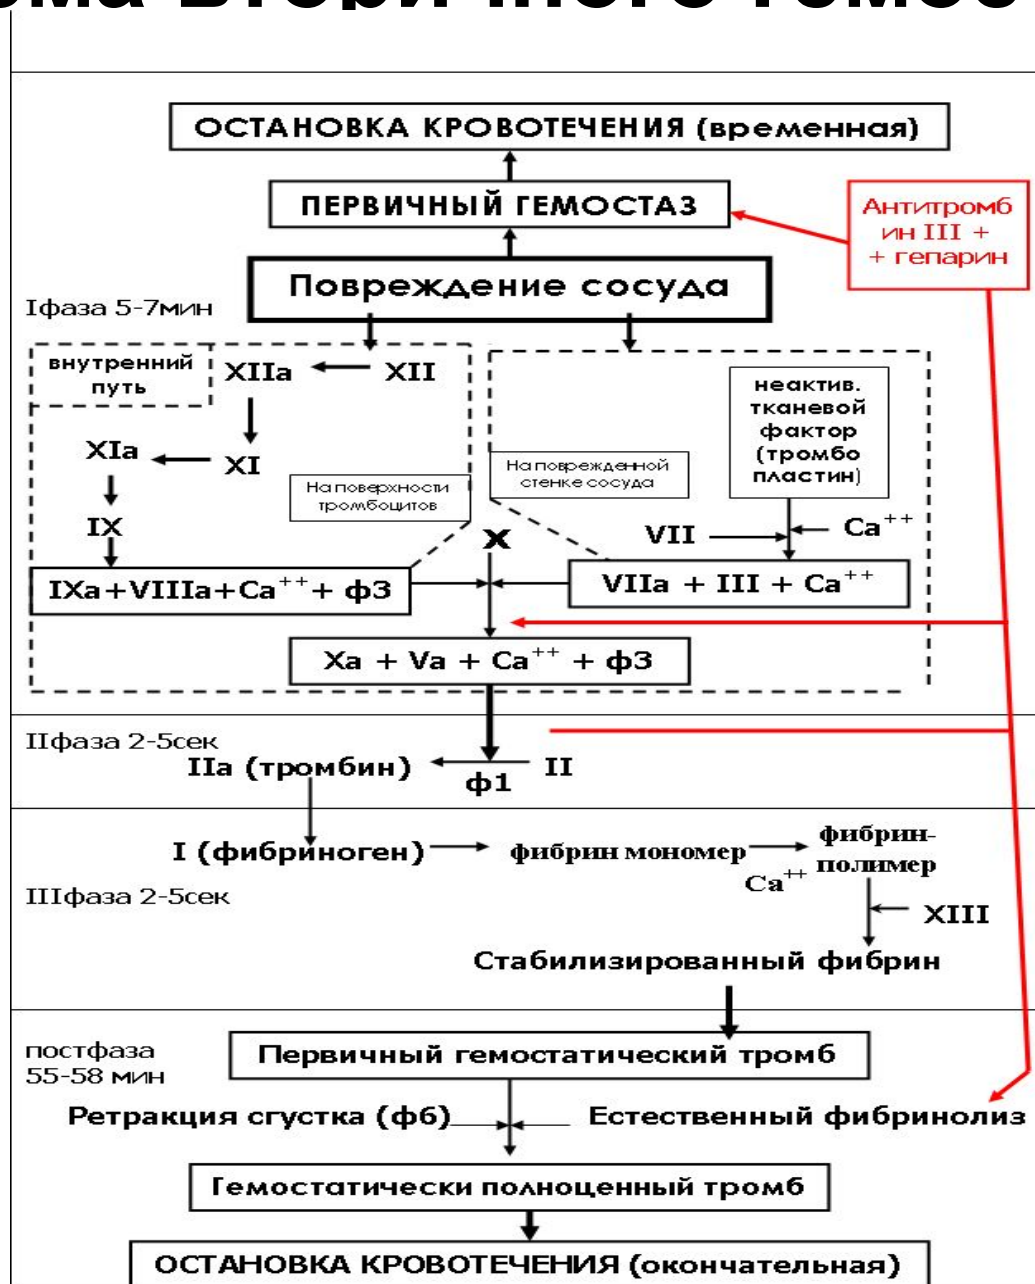 ОСТАНОВКА КРОВОТЕЧЕНИЯ (временная)
ПЕРВИЧНЫЙ ГЕМОСТАЗ
Антитромб
ин III +
+ гепарин
Повреждение сосуда
Iфаза 5-7мин
внутренний
путь
XIIa
XII
XIa
XI
IX
На поверхности
тромбоцитов
На поврежденной
стенке сосуда
неактив.
тканевой
фактор
(тромбо
пластин)
X
VII
Ca⁺⁺
IXa+VIIIa+Ca⁺⁺+ ф3
VIIa + III + Ca⁺⁺
Xa + Va + Ca⁺⁺ + ф3
IIфаза 2-5сек
IIa (тромбин)
ф1
II
I (фибриноген)
фибрин мономер
Ca⁺⁺
фибрин-
полимер
IIIфаза 2-5сек
XIII
Стабилизированный фибрин
постфаза
55-58 мин
Первичный гемостатический тромб
Ретракция сгустка (ф6)
Естественный фибринолиз
Гемостатически полноценный тромб
ОСТАНОВКА КРОВОТЕЧЕНИЯ (окончательная)